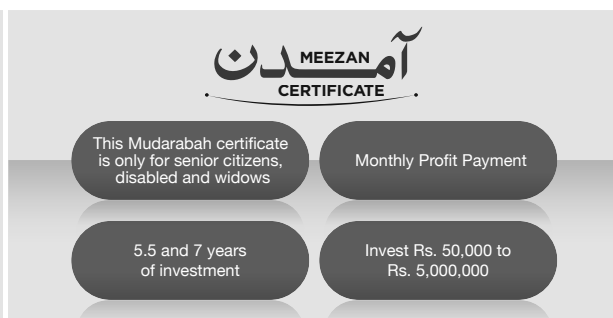 آمدن
MEEZAN
CERTIFICATE
This Mudarabah certificate
is only for senior citizens,
disabled and widows
Monthly Profit Payment
5.5 and 7 years
of investment
Invest Rs. 50,000 to
Rs. 5,000,000